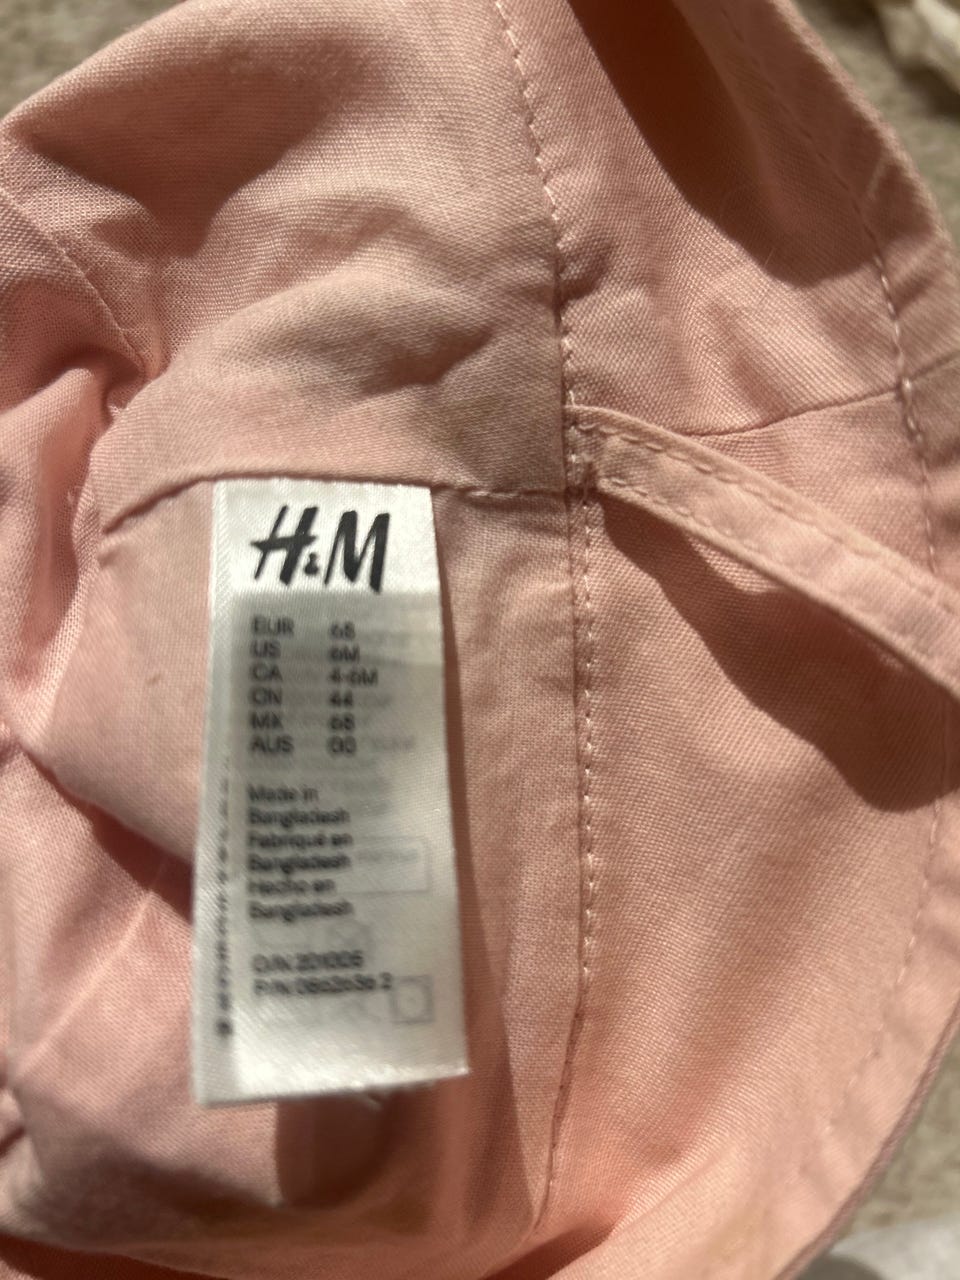 H&M
EUR 68
US 6M
CA 4-6M
CN 44
MX 68
AUS 00
Made in
Bangladesh
Fabriqué en
Bangladesh
Hecho en
Bangladesh
O/N:
P/N: